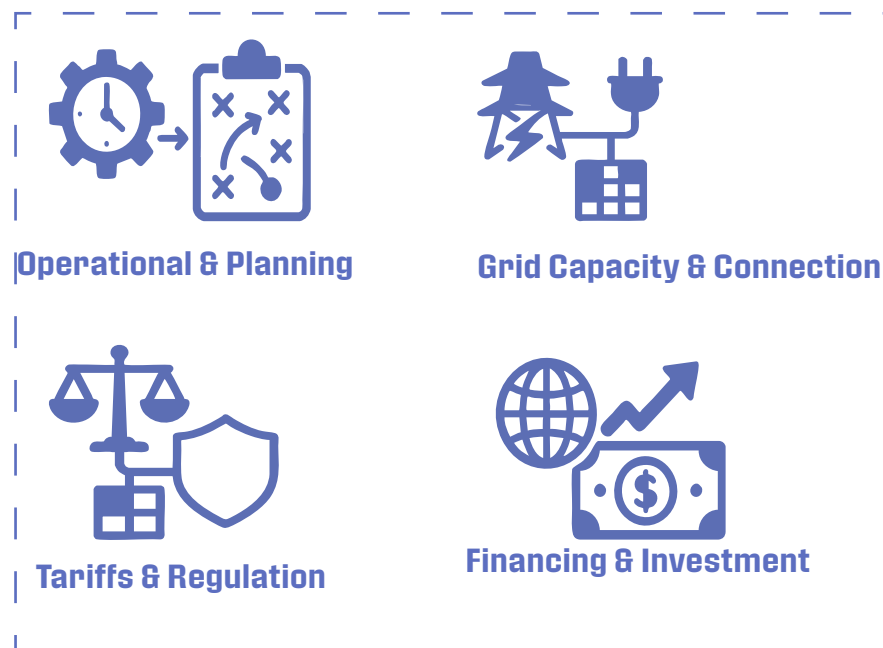 Operational & Planning
Grid Capacity & Connection
$
Tariffs & Regulation
Financing & Investment